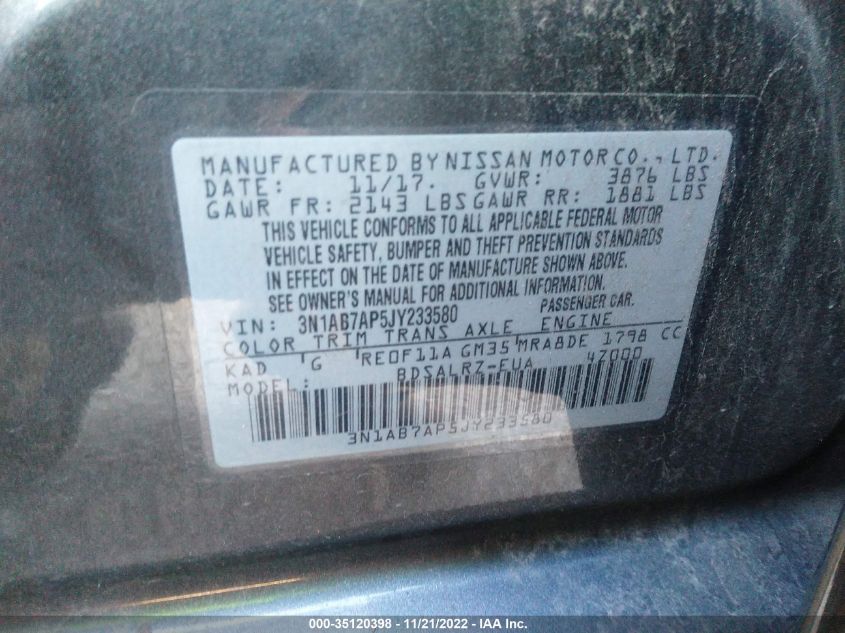 MANUFACTURED BY NISSAN MOTOR CO., LTD.
DATE: 11/17. GVWR: 3876 LBS
GAWR FR: 2143 LBS GAWR RR: 1881 LBS
THIS VEHICLE CONFORMS TO ALL APPLICABLE FEDERAL MOTOR
VEHICLE SAFETY, BUMPER AND THEFT PREVENTION STANDARDS
IN EFFECT ON THE DATE OF MANUFACTURE SHOWN ABOVE.
SEE OWNER'S MANUAL FOR ADDITIONAL INFORMATION.
VIN: 3N1AB7AP5JY233580 PASSENGER CAR.
COLOR TRIM TRANS AXLE ENGINE
KAD G RE0F11A GM35 MRA8DE 1798 CC
MODEL: BDSALRZ-EUA 4Z000
3N1AB7AP5JY233580
000-35120398 - 11/21/2022 - IAA Inc.